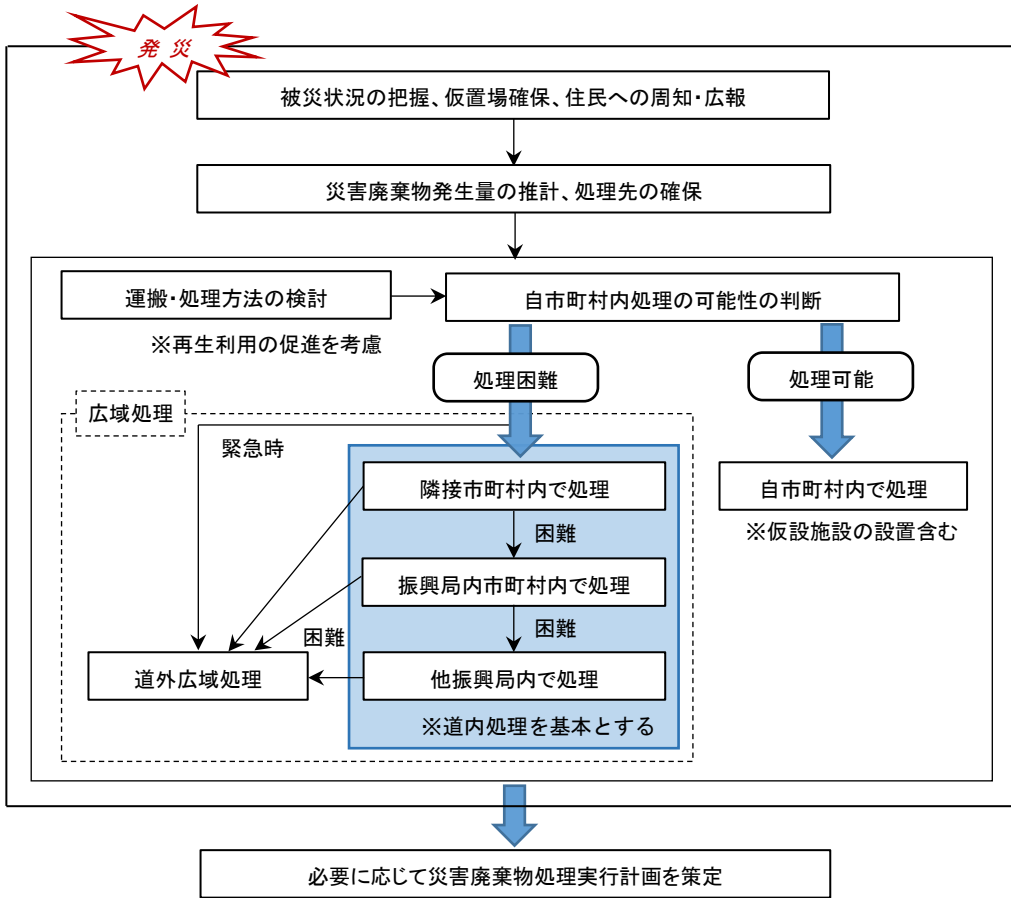 発 災
被災状況の把握、仮置場確保、住民への周知・広報
災害廃棄物発生量の推計、処理先の確保
運搬・処理方法の検討
自市町村内処理の可能性の判断
※再生利用の促進を考慮
処理困難
処理可能
広域処理
緊急時
隣接市町村内で処理
自市町村内で処理
困難
※仮設施設の設置含む
振興局内市町村内で処理
困難
困難
道外広域処理
他振興局内で処理
※道内処理を基本とする
必要に応じて災害廃棄物処理実行計画を策定